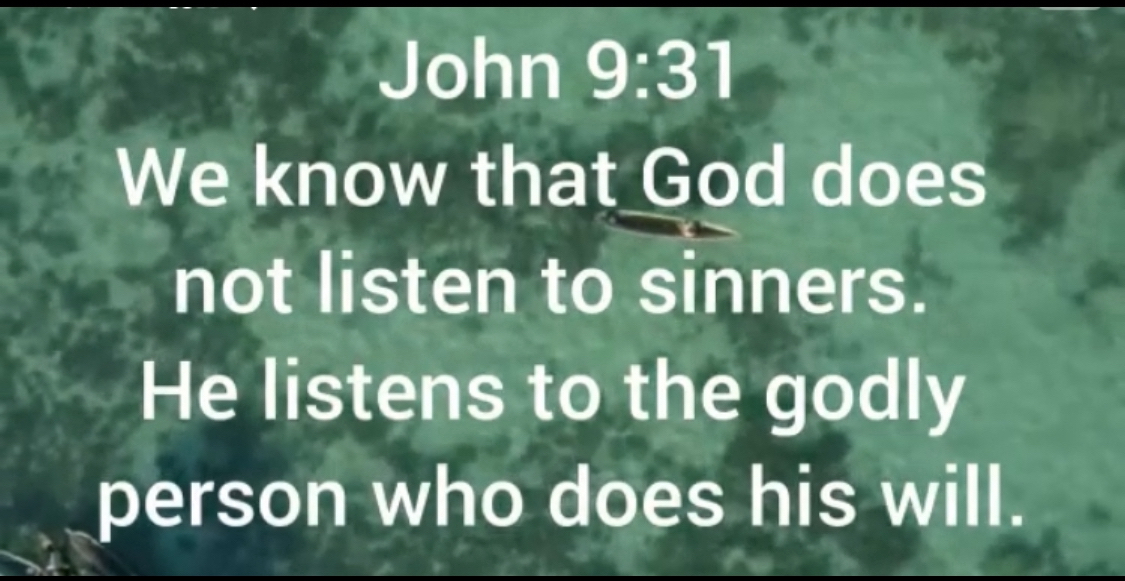 John 9:31
We know that God does
not listen to sinners.
He listens to the godly
person who does his will.